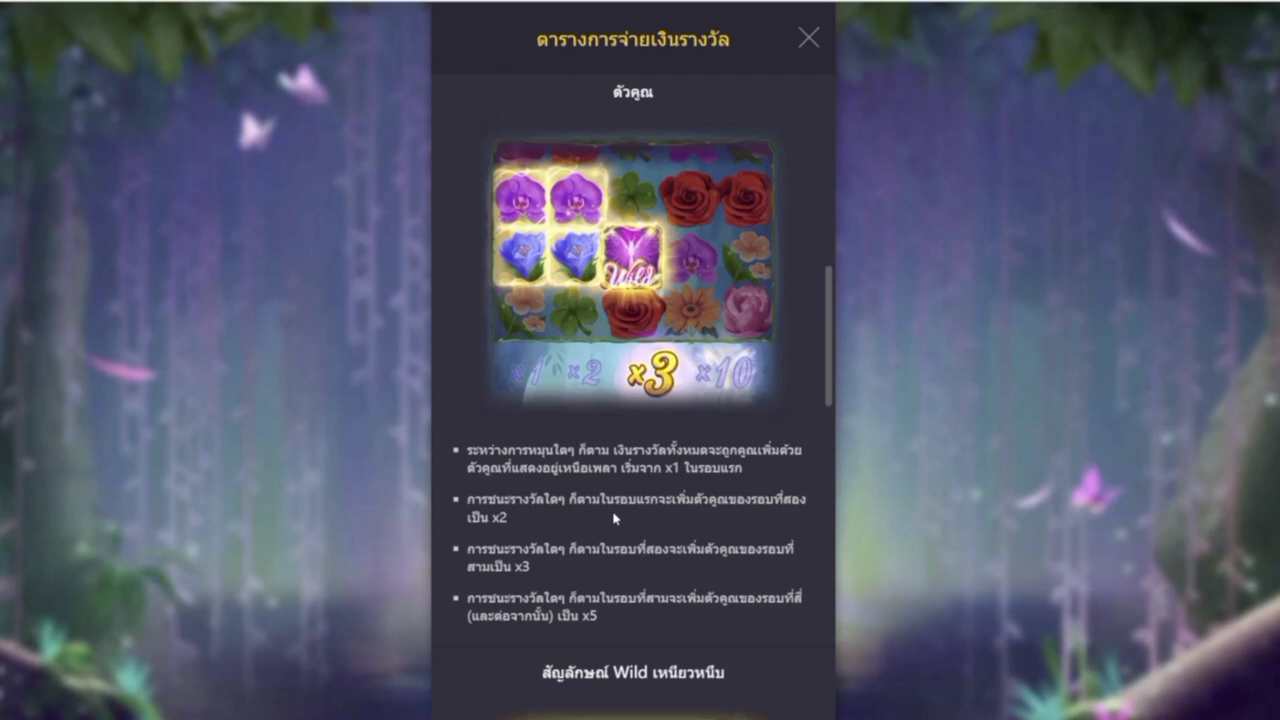 ตารางการจ่ายเงินรางวัล
ตัวคูณ
Wild
x1 x2 x3 x10
ระหว่างการหมุนใดๆ ก็ตาม เงินรางวัลทั้งหมดจะถูกคูณเพิ่มด้วย
ตัวคูณที่แสดงอยู่เหนือเพลา เริ่มจาก x1 ในรอบแรก
การชนะรางวัลใดๆ ก็ตามในรอบแรกจะเพิ่มตัวคูณของรอบที่สอง
เป็น x2
การชนะรางวัลใดๆ ก็ตามในรอบที่สองจะเพิ่มตัวคูณของรอบที่
สามเป็น x3
การชนะรางวัลใดๆ ก็ตามในรอบที่สามจะเพิ่มตัวคูณของรอบที่สี่
(และต่อจากนั้น) เป็น x5
สัญลักษณ์ Wild เหนียวหนึบ